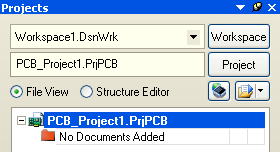 Projects
Workspace1.DsnWrk Workspace
PCB_Project1.PrjPCB Project
File View Structure Editor
PCB_Project1.PrjPCB
No Documents Added